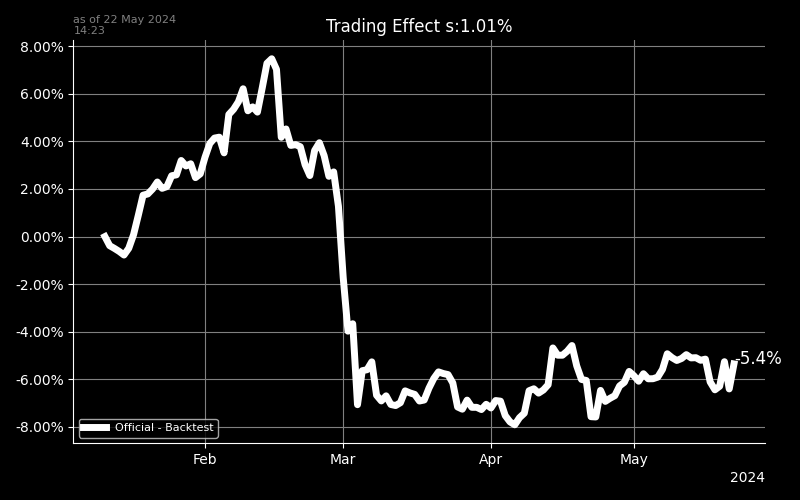 as of 22 May 2024
14:23
Trading Effect s:1.01%
8.00%
6.00%
4.00%
2.00%
0.00%
-2.00%
-4.00%
-6.00%
-8.00%
-5.4%
Official - Backtest
Feb
Mar
Apr
May
2024